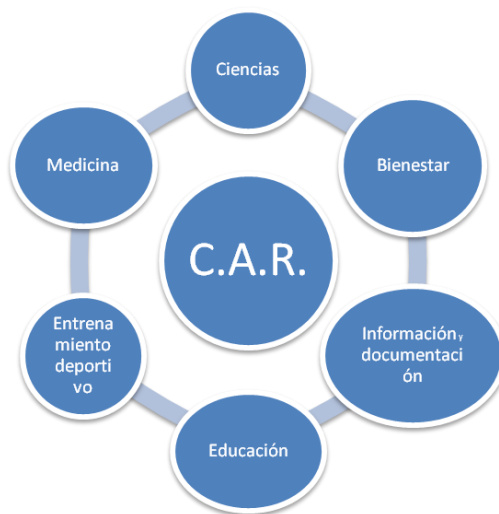 Ciencias
Bienestar
Información y
documentaci
ón
Educación
Entrena
miento
deporti
vo
Medicina
C.A.R.